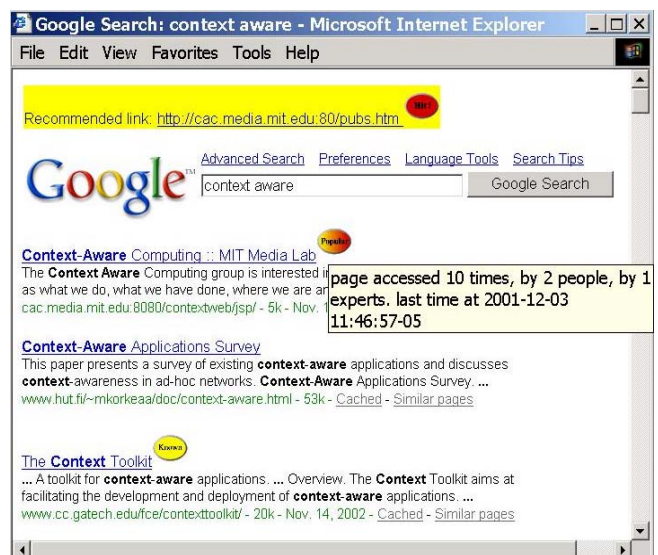 Google Search: context aware - Microsoft Internet Explorer
File Edit View Favorites Tools Help
Recommended link: http://cac.media.mit.edu:80/pubs.htm
Advanced Search Preferences Language Tools Search Tips
Google™ context aware Google Search
Popular
Context-Aware Computing :: MIT Media Lab
The Context Aware Computing group is interested i
as what we do, what we have done, where we are an
cac.media.mit.edu:8080/contextweb/jsp/ - 5k - Nov. 1
page accessed 10 times, by 2 people, by 1
experts. last time at 2001-12-03
11:46:57-05
Context-Aware Applications Survey
This paper presents a survey of existing context-aware applications and discusses
context-awareness in ad-hoc networks. Context-Aware Applications Survey. ...
www.hut.fi/~mkorkeaa/doc/context-aware.html - 53k - Cached - Similar pages
Known
The Context Toolkit
... A toolkit for context-aware applications. ... Overview. The Context Toolkit aims at
facilitating the development and deployment of context-aware applications. ...
www.cc.gatech.edu/fce/contexttoolkit/ - 20k - Nov. 14, 2002 - Cached - Similar pages